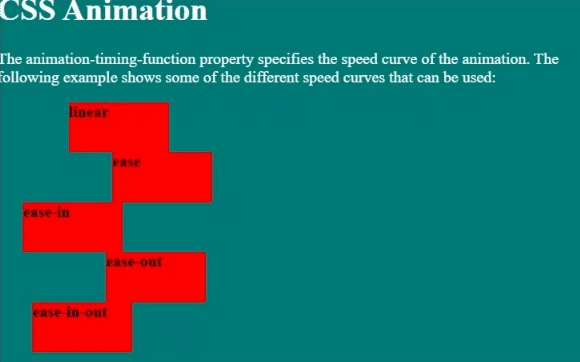 CSS Animation
The animation-timing-function property specifies the speed curve of the animation. The
following example shows some of the different speed curves that can be used:
linear
ease
ease-in
ease-out
ease-in-out